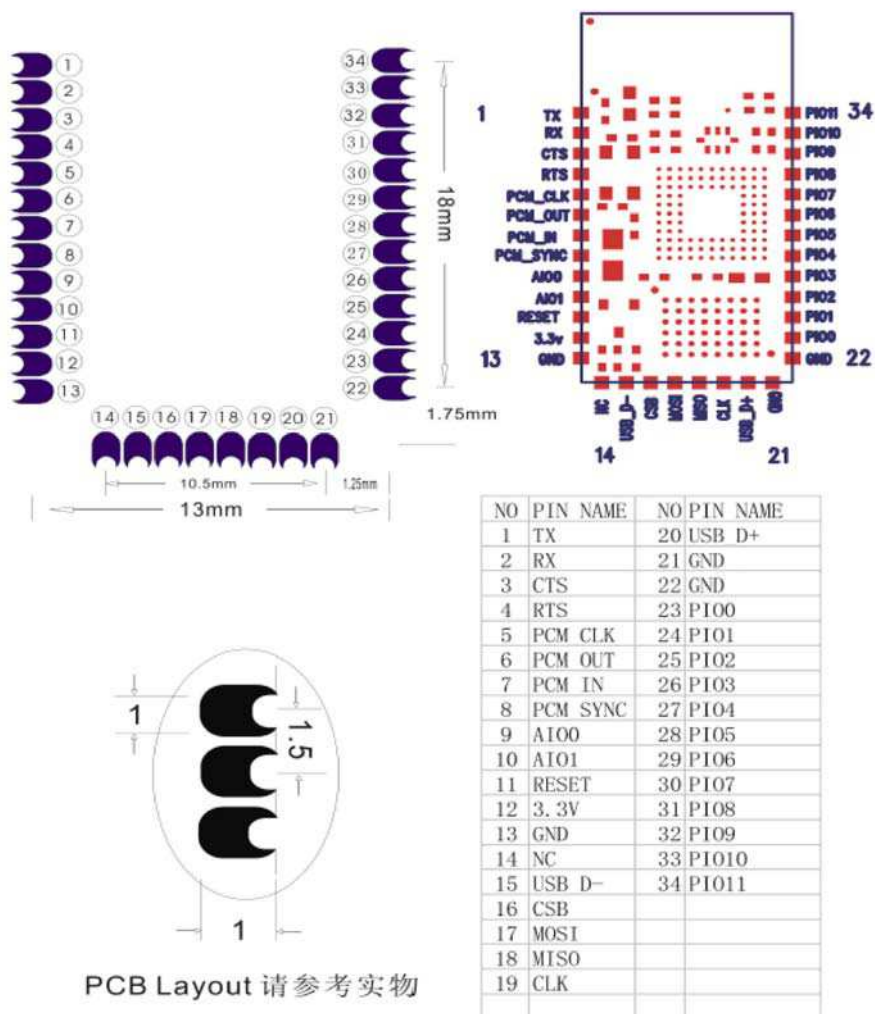 1
2
3
4
5
6
7
8
9
10
11
12
13
34
33
32
31
30
29
28
27
26
25
24
23
22
18mm
1.75mm
14 15 16 17 18 19 20 21
10.5mm
1.25mm
13mm
1
13
TX
RX
CTS
RTS
PCM_CLK
PCM_OUT
PCM_IN
PCM_SYNC
AIO0
AIO1
RESET
3.3v
GND
PIO11 34
PIO10
PIO9
PIO8
PIO7
PIO6
PIO5
PIO4
PIO3
PIO2
PIO1
PIO0
GND 22
NC USB_D- CSB MOSI MISO CLK USB_D+ GND
14 21
NO PIN NAME NO PIN NAME
1 TX 20 USB D+
2 RX 21 GND
3 CTS 22 GND
4 RTS 23 PIO0
5 PCM CLK 24 PIO1
6 PCM OUT 25 PIO2
7 PCM IN 26 PIO3
8 PCM SYNC 27 PIO4
9 AIO0 28 PIO5
10 AIO1 29 PIO6
11 RESET 30 PIO7
12 3.3V 31 PIO8
13 GND 32 PIO9
14 NC 33 PIO10
15 USB D- 34 PIO11
16 CSB
17 MOSI
18 MISO
19 CLK
1
1.5
1
PCB Layout 请参考实物